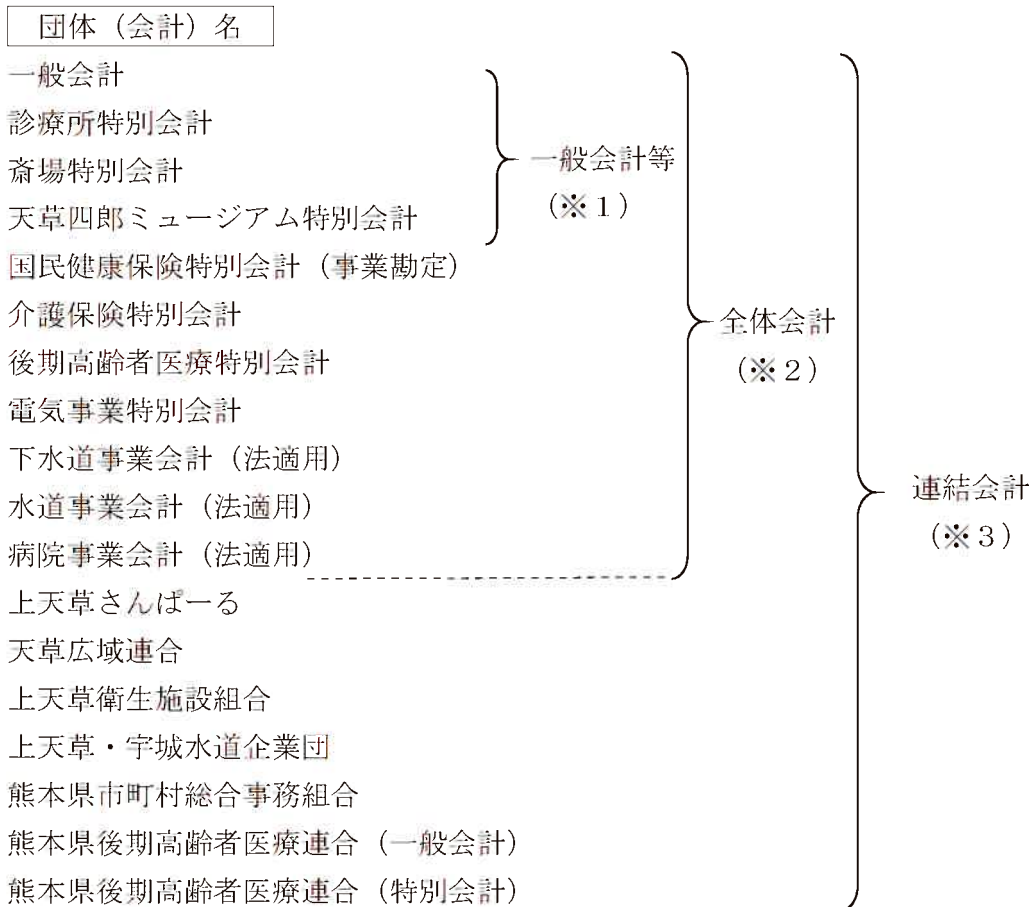 団体（会計）名
一般会計
診療所特別会計
斎場特別会計
天草四郎ミュージアム特別会計
一般会計等
（※１）
国民健康保険特別会計（事業勘定）
介護保険特別会計
後期高齢者医療特別会計
電気事業特別会計
下水道事業会計（法適用）
水道事業会計（法適用）
病院事業会計（法適用）
全体会計
（※２）
上天草さんぱーる
天草広域連合
上天草衛生施設組合
上天草・宇城水道企業団
熊本県市町村総合事務組合
熊本県後期高齢者医療連合（一般会計）
熊本県後期高齢者医療連合（特別会計）
連結会計
（※３）